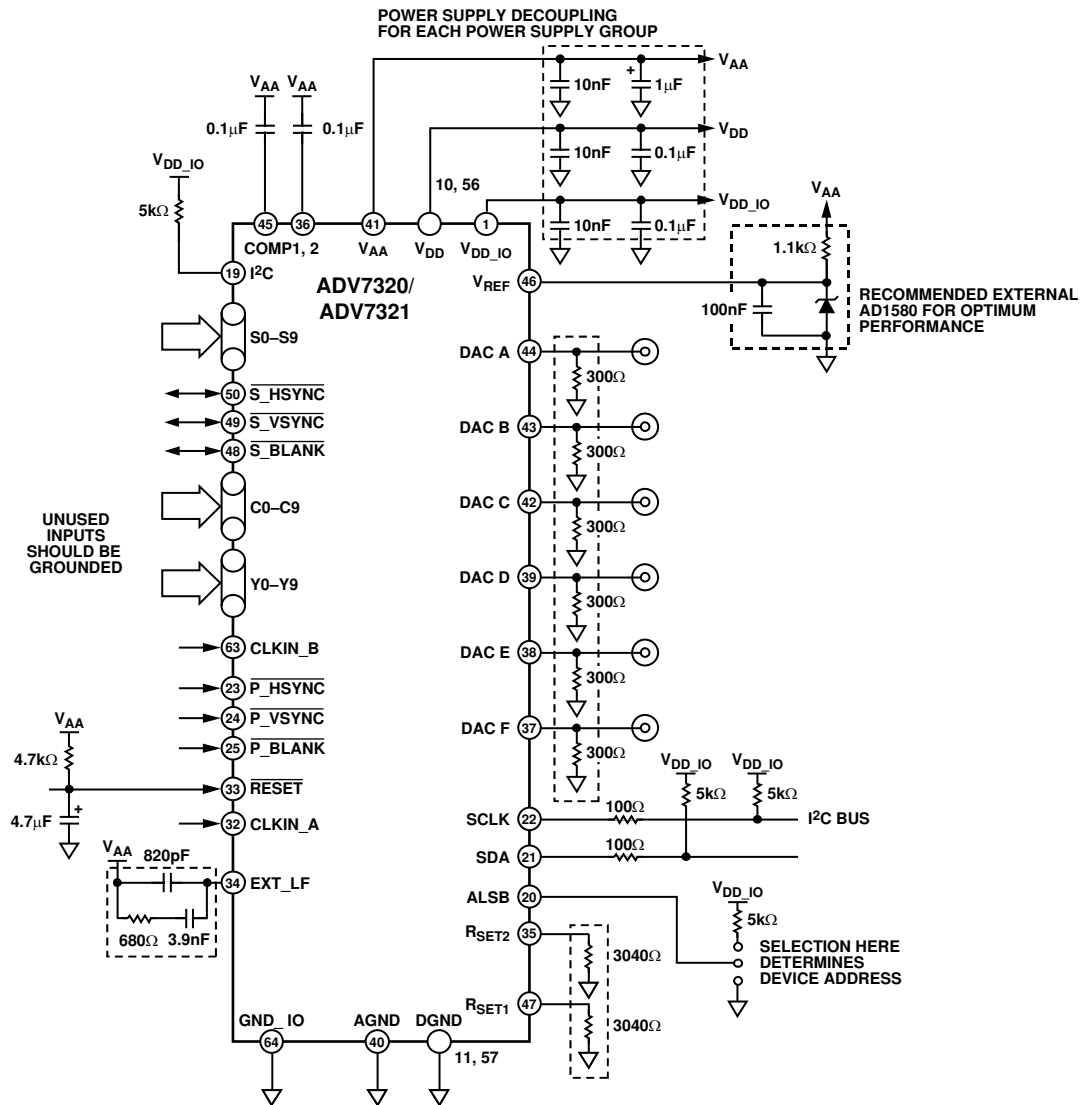 POWER SUPPLY DECOUPLING
FOR EACH POWER SUPPLY GROUP
VAA
10nF
+
1µF
VAA
VAA
0.1µF
0.1µF
VDD
10nF
0.1µF
VDD_IO
5kΩ
10, 56
VDD_IO
10nF
0.1µF
45
36
41
1
COMP1, 2
VAA
VDD
VDD_IO
19
I2C
ADV7320/
ADV7321
VREF
46
VAA
1.1kΩ
100nF
RECOMMENDED EXTERNAL
AD1580 FOR OPTIMUM
PERFORMANCE
S0–S9
50
S_HSYNC
49
S_VSYNC
48
S_BLANK
C0–C9
Y0–Y9
UNUSED
INPUTS
SHOULD BE
GROUNDED
63
CLKIN_B
23
P_HSYNC
24
P_VSYNC
25
P_BLANK
VAA
4.7kΩ
33
RESET
4.7µF
+
32
CLKIN_A
VAA
820pF
34
EXT_LF
680Ω
3.9nF
DAC A
44
300Ω
DAC B
43
300Ω
DAC C
42
300Ω
DAC D
39
300Ω
DAC E
38
300Ω
DAC F
37
300Ω
VDD_IO
5kΩ
VDD_IO
5kΩ
SCLK
22
100Ω
I2C BUS
SDA
21
100Ω
ALSB
20
VDD_IO
5kΩ
SELECTION HERE
DETERMINES
DEVICE ADDRESS
RSET2
35
3040Ω
RSET1
47
3040Ω
GND_IO
AGND
DGND
64
40
11, 57